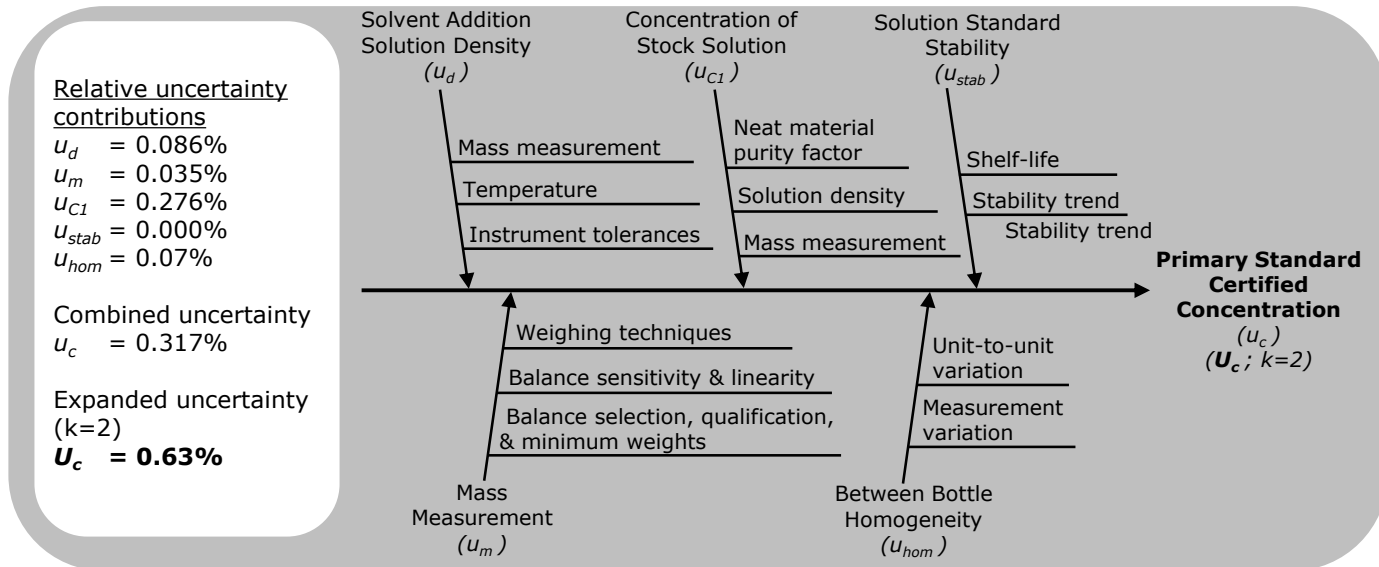 Relative uncertainty
contributions
u_d = 0.086%
u_m = 0.035%
u_C1 = 0.276%
u_stab = 0.000%
u_hom = 0.07%
Combined uncertainty
u_c = 0.317%
Expanded uncertainty
(k=2)
U_c = 0.63%
Solvent Addition
Solution Density
(u_d )
Mass measurement
Temperature
Instrument tolerances
Concentration of
Stock Solution
(u_C1 )
Neat material
purity factor
Solution density
Mass measurement
Solution Standard
Stability
(u_stab )
Shelf-life
Stability trend
Stability trend
Weighing techniques
Balance sensitivity & linearity
Balance selection, qualification,
& minimum weights
Mass
Measurement
(u_m )
Unit-to-unit
variation
Measurement
variation
Between Bottle
Homogeneity
(u_hom )
Primary Standard
Certified
Concentration
(u_c)
(U_c ; k=2)